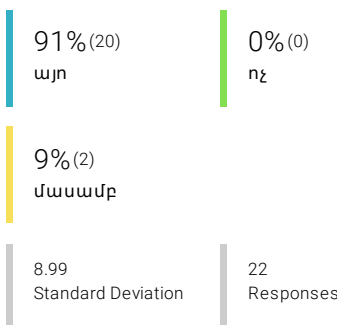 91% (20)
այո
0% (0)
ոչ
9% (2)
մասամբ
8.99
Standard Deviation
22
Responses